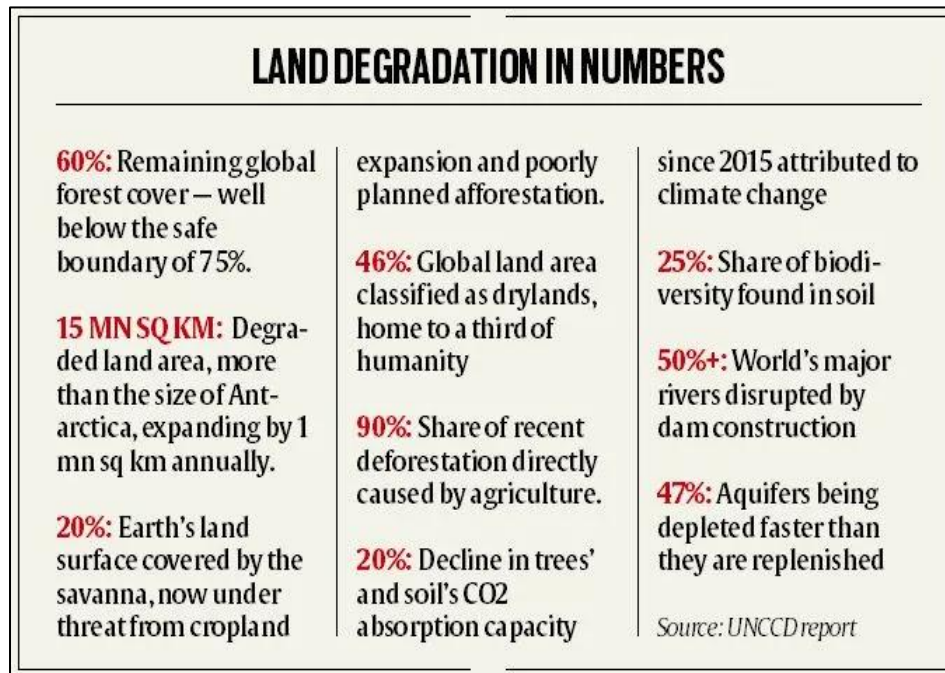 LAND DEGRADATION IN NUMBERS
60%: Remaining global
forest cover — well
below the safe
boundary of 75%.
15 MN SQ KM: Degra-
ded land area, more
than the size of Ant-
arctica, expanding by 1
mn sq km annually.
20%: Earth's land
surface covered by the
savanna, now under
threat from cropland
expansion and poorly
planned afforestation.
46%: Global land area
classified as drylands,
home to a third of
humanity
90%: Share of recent
deforestation directly
caused by agriculture.
20%: Decline in trees'
and soil's CO2
absorption capacity
since 2015 attributed to
climate change
25%: Share of biodi-
versity found in soil
50%+: World's major
rivers disrupted by
dam construction
47%: Aquifers being
depleted faster than
they are replenished
Source: UNCCD report